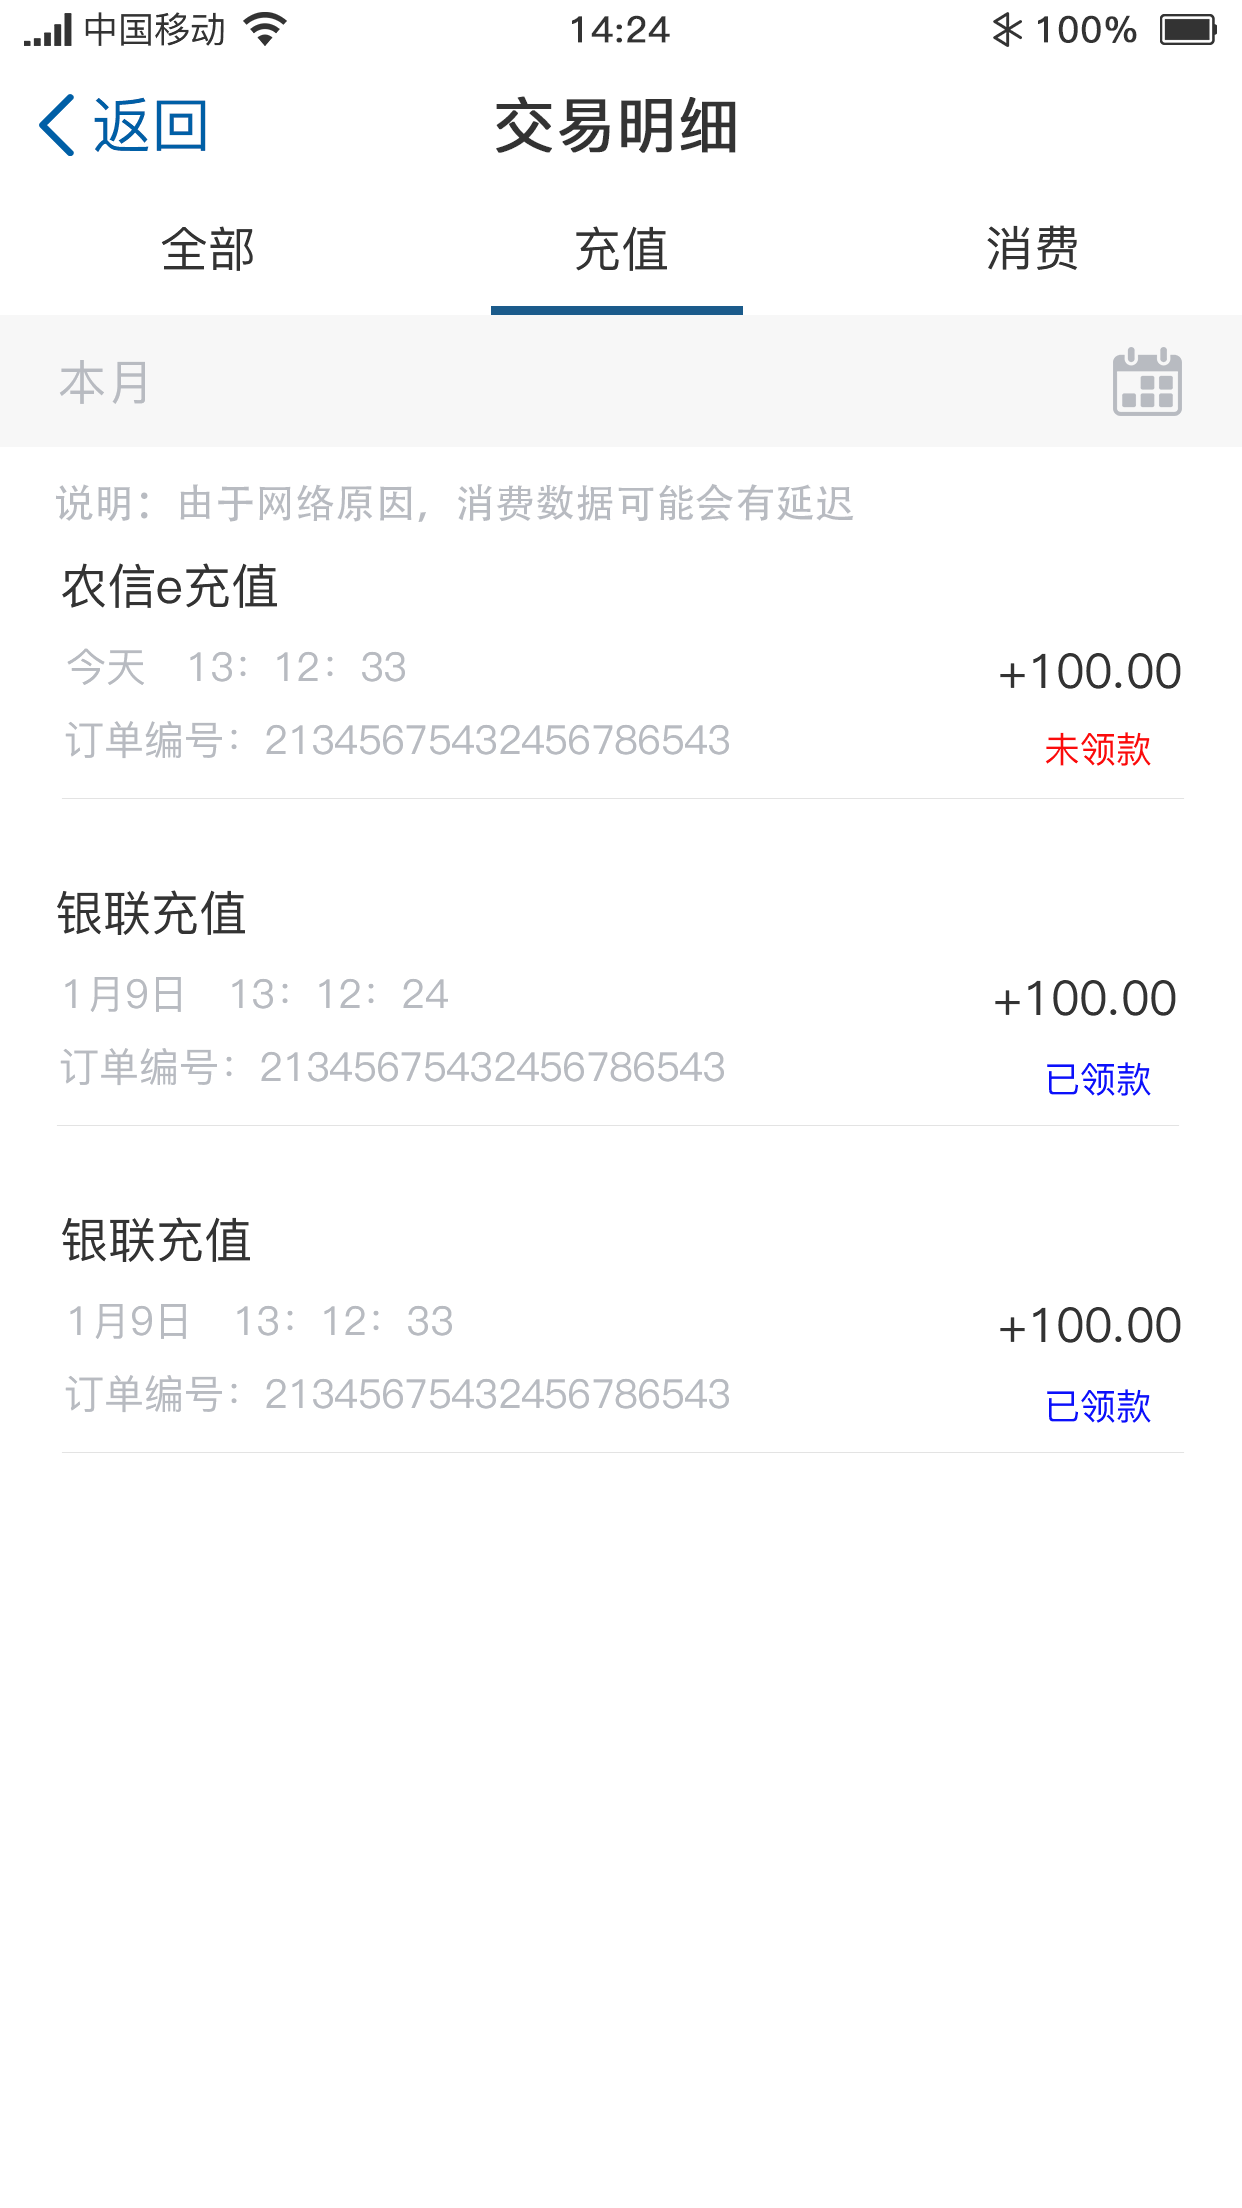 中国移动 14:24 100%
返回 交易明细
全部 充值 消费
本月
说明：由于网络原因，消费数据可能会有延迟
农信e充值
今天 13：12：33 +100.00
订单编号：21345675432456786543 未领款
银联充值
1月9日 13：12：24 +100.00
订单编号：21345675432456786543 已领款
银联充值
1月9日 13：12：33 +100.00
订单编号：21345675432456786543 已领款